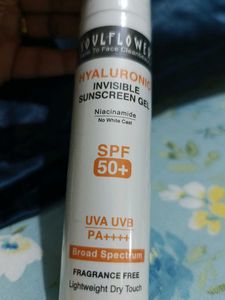 SOULFLOWER
HYALURONIC
INVISIBLE
SUNSCREEN GEL
Niacinamide
No White Cast
SPF
50+
UVA UVB
PA++++
Broad Spectrum
FRAGRANCE FREE
Lightweight Dry Touch